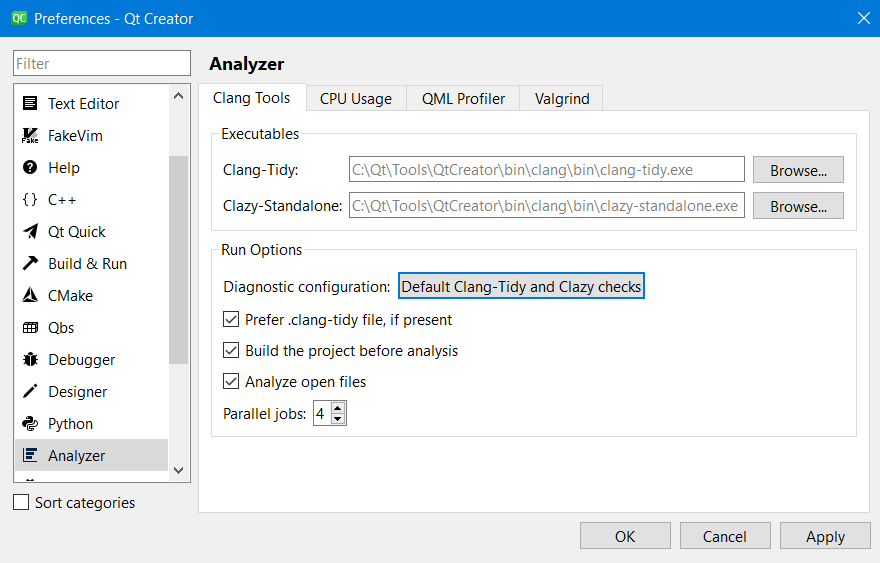 QC Preferences - Qt Creator
Filter
Text Editor
Fake FakeVim
Help
C++
Qt Quick
Build & Run
CMake
Qbs
Debugger
Designer
Python
Analyzer
Sort categories
Analyzer
Clang Tools CPU Usage QML Profiler Valgrind
Executables
Clang-Tidy: C:\Qt\Tools\QtCreator\bin\clang\bin\clang-tidy.exe Browse...
Clazy-Standalone: C:\Qt\Tools\QtCreator\bin\clang\bin\clazy-standalone.exe Browse...
Run Options
Diagnostic configuration: Default Clang-Tidy and Clazy checks
Prefer .clang-tidy file, if present
Build the project before analysis
Analyze open files
Parallel jobs: 4
OK Cancel Apply